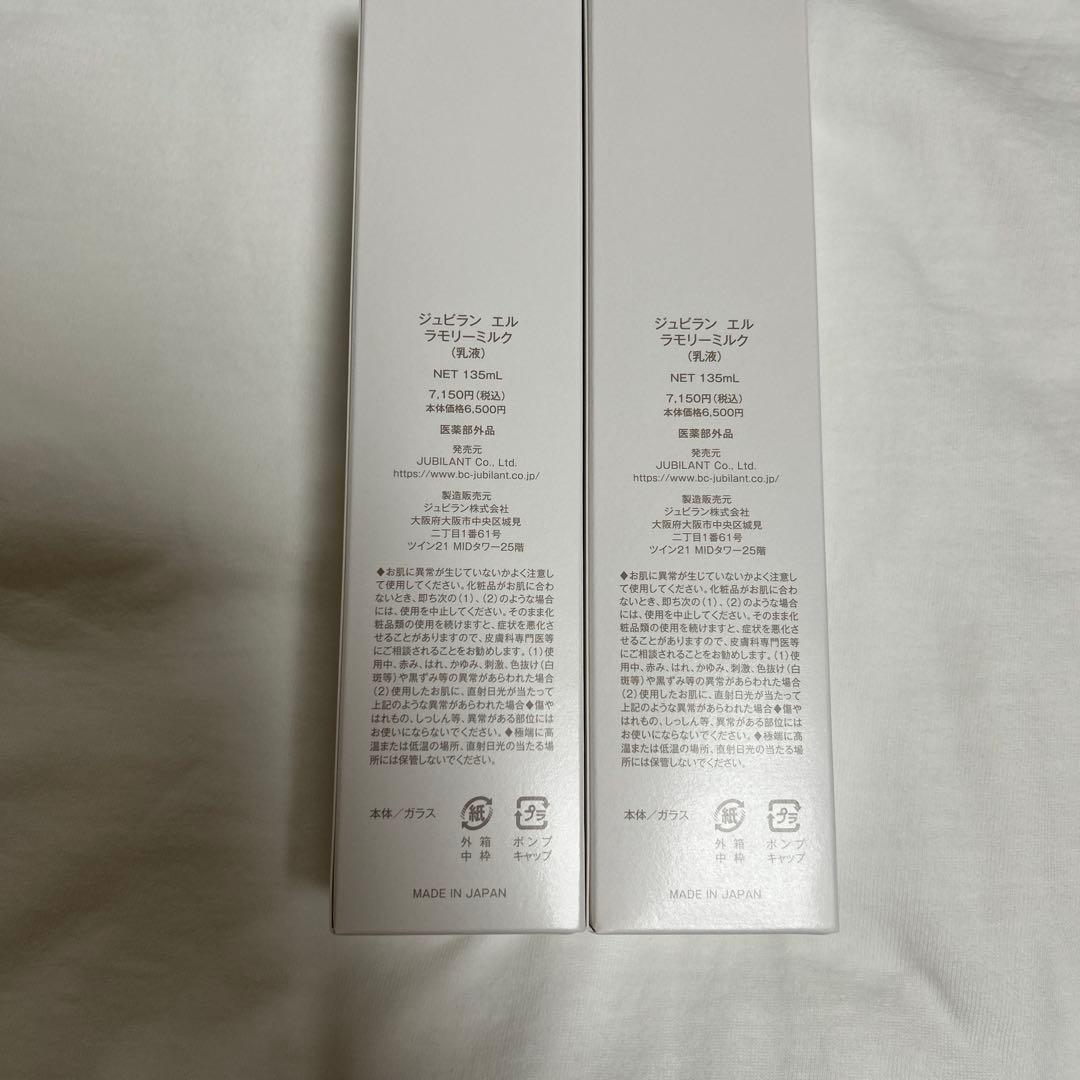 ジュビラン エル
ラモリーミルク
（乳液）
NET 135mL
7,150円（税込）
本体価格6,500円
医薬部外品
発売元
JUBILANT Co., Ltd.
https://www.bc-jubilant.co.jp/
製造販売元
ジュビラン株式会社
大阪府大阪市中央区城見
二丁目1番61号
ツイン21 MIDタワー25階
◆お肌に異常が生じていないかよく注意し
て使用してください。化粧品がお肌に合わ
ないとき、即ち次の（1）、（2）のような場合
には、使用を中止してください。そのまま化
粧品類の使用を続けますと、症状を悪化さ
せることがありますので、皮膚科専門医等
にご相談されることをお勧めします。（1）使
用中、赤み、はれ、かゆみ、刺激、色抜け（白
斑等）や黒ずみ等の異常があらわれた場合
（2）使用したお肌に、直射日光が当たって
上記のような異常があらわれた場合◆傷や
はれもの、しっしん等、異常がある部位には
お使いにならないでください。◆極端に高
温または低温の場所、直射日光の当たる場
所には保管しないでください。
本体／ガラス 紙 プラ
外箱 ポンプ
中枠 キャップ
MADE IN JAPAN
ジュビラン エル
ラモリーミルク
（乳液）
NET 135mL
7,150円（税込）
本体価格6,500円
医薬部外品
発売元
JUBILANT Co., Ltd.
https://www.bc-jubilant.co.jp/
製造販売元
ジュビラン株式会社
大阪府大阪市中央区城見
二丁目1番61号
ツイン21 MIDタワー25階
◆お肌に異常が生じていないかよく注意し
て使用してください。化粧品がお肌に合わ
ないとき、即ち次の（1）、（2）のような場合
には、使用を中止してください。そのまま化
粧品類の使用を続けますと、症状を悪化さ
せることがありますので、皮膚科専門医等
にご相談されることをお勧めします。（1）使
用中、赤み、はれ、かゆみ、刺激、色抜け（白
斑等）や黒ずみ等の異常があらわれた場合
（2）使用したお肌に、直射日光が当たって
上記のような異常があらわれた場合◆傷や
はれもの、しっしん等、異常がある部位には
お使いにならないでください。◆極端に高
温または低温の場所、直射日光の当たる場
所には保管しないでください。
本体／ガラス 紙 プラ
外箱 ポンプ
中枠 キャップ
MADE IN JAPAN